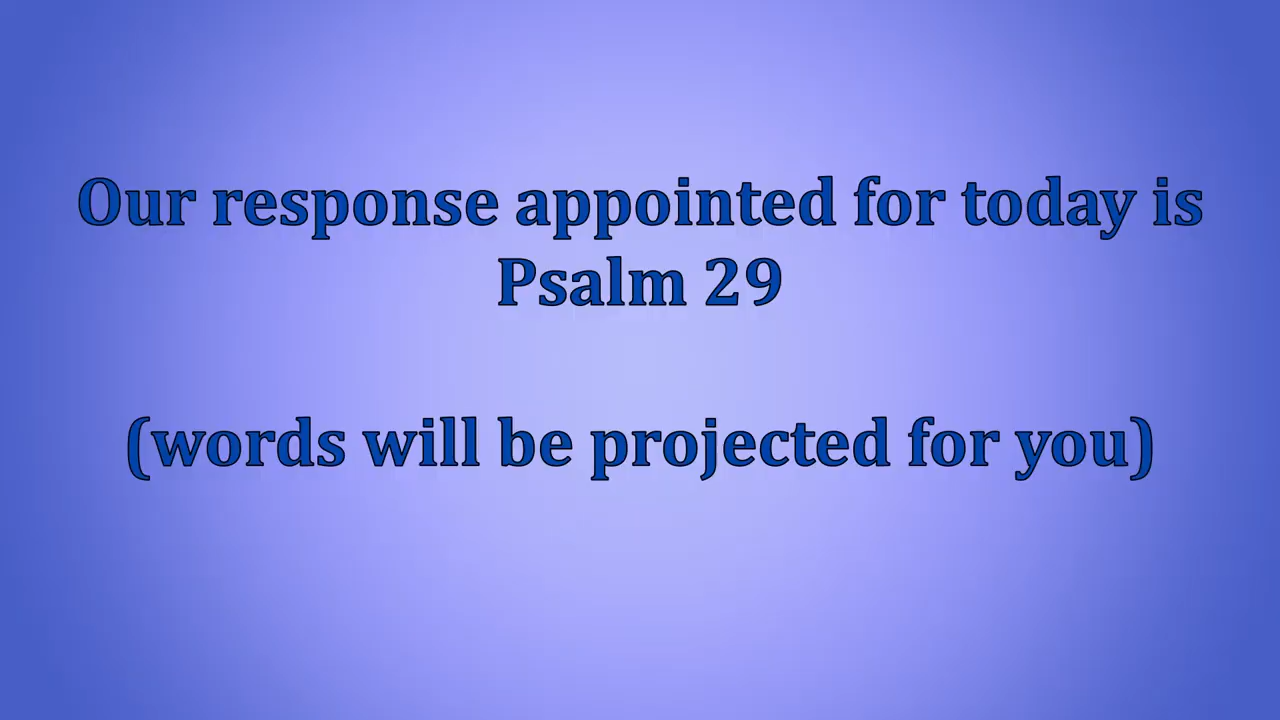 Our response appointed for today is
Psalm 29
(words will be projected for you)